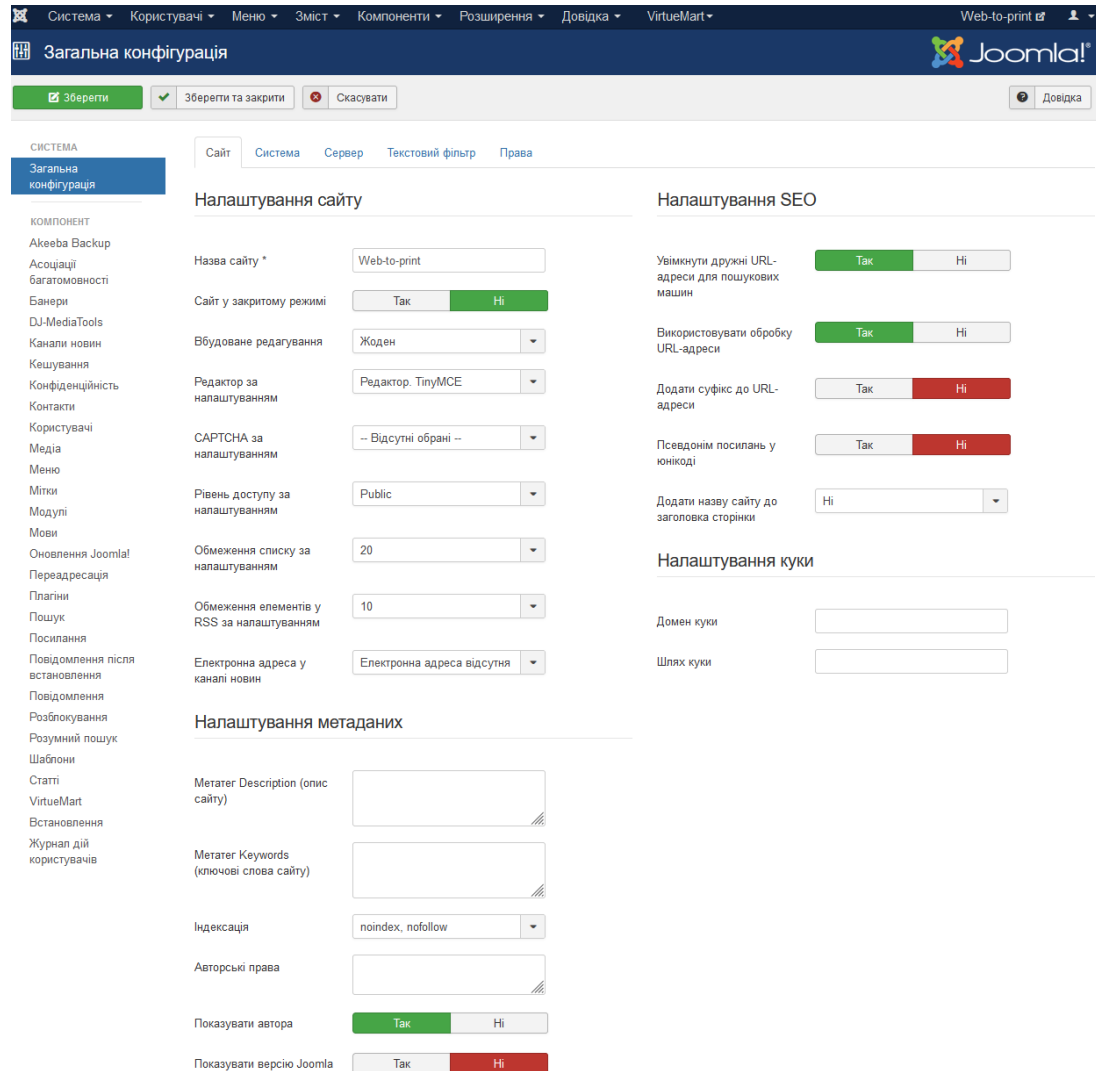 Система Користувачі Меню Зміст Компоненти Розширення Довідка VirtueMart Web-to-print
Загальна конфігурація Joomla!®
Зберегти Зберегти та закрити Скасувати Довідка
СИСТЕМА
Загальна
конфігурація
КОМПОНЕНТ
Akeeba Backup
Асоціації
багатомовності
Банери
DJ-MediaTools
Канали новин
Кешування
Конфіденційність
Контакти
Користувачі
Медіа
Меню
Мітки
Модулі
Мови
Оновлення Joomla!
Переадресація
Плагіни
Пошук
Посилання
Повідомлення після
встановлення
Повідомлення
Розблокування
Розумний пошук
Шаблони
Статті
VirtueMart
Встановлення
Журнал дій
користувачів
Сайт Система Сервер Текстовий фільтр Права
Налаштування сайту
Назва сайту * Web-to-print
Сайт у закритому режимі Так Ні
Вбудоване редагування Жоден
Редактор за
налаштуванням
Редактор. TinyMCE
CAPTCHA за
налаштуванням
-- Відсутні обрані --
Рівень доступу за
налаштуванням
Public
Обмеження списку за
налаштуванням
20
Обмеження елементів у
RSS за налаштуванням
10
Електронна адреса у
каналі новин
Електронна адреса відсутня
Налаштування метаданих
Метатег Description (опис
сайту)
Метатег Keywords
(ключові слова сайту)
Індексація noindex, nofollow
Авторські права
Показувати автора Так Ні
Показувати версію Joomla Так Ні
Налаштування SEO
Увімкнути дружні URL-
адреси для пошукових
машин
Так Ні
Використовувати обробку
URL-адреси
Так Ні
Додати суфікс до URL-
адреси
Так Ні
Псевдонім посилань у
юнікоді
Так Ні
Додати назву сайту до
заголовка сторінки
Ні
Налаштування куки
Домен куки
Шлях куки